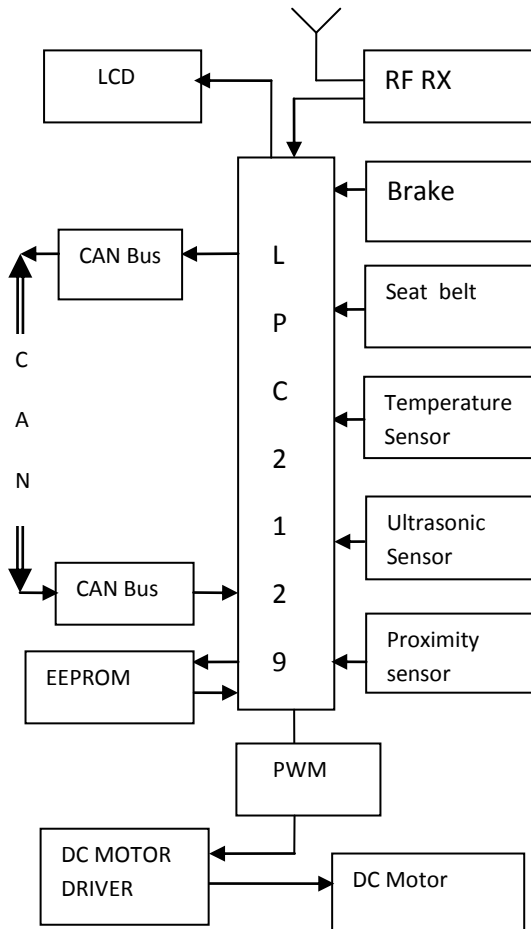 LCD
RF RX
Brake
CAN Bus
Seat belt
L
P
C
2
1
2
9
C
A
N
Temperature
Sensor
Ultrasonic
Sensor
CAN Bus
Proximity
sensor
EEPROM
PWM
DC MOTOR
DRIVER
DC Motor